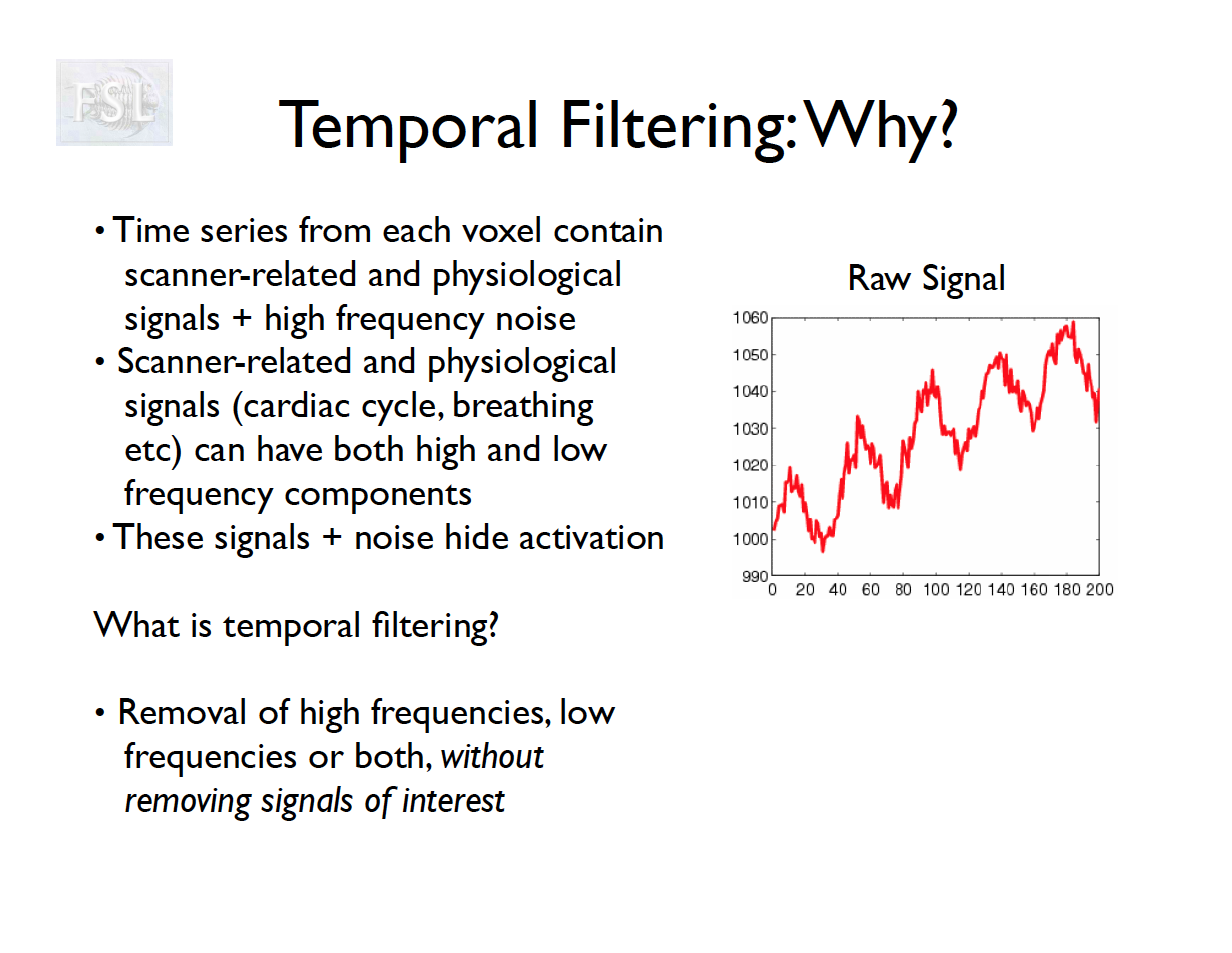 FSL
Temporal Filtering: Why?
• Time series from each voxel contain
scanner-related and physiological
signals + high frequency noise
• Scanner-related and physiological
signals (cardiac cycle, breathing
etc) can have both high and low
frequency components
• These signals + noise hide activation
What is temporal filtering?
• Removal of high frequencies, low
frequencies or both, without
removing signals of interest
Raw Signal
1060
1050
1040
1030
1020
1010
1000
990
0 20 40 60 80 100 120 140 160 180 200